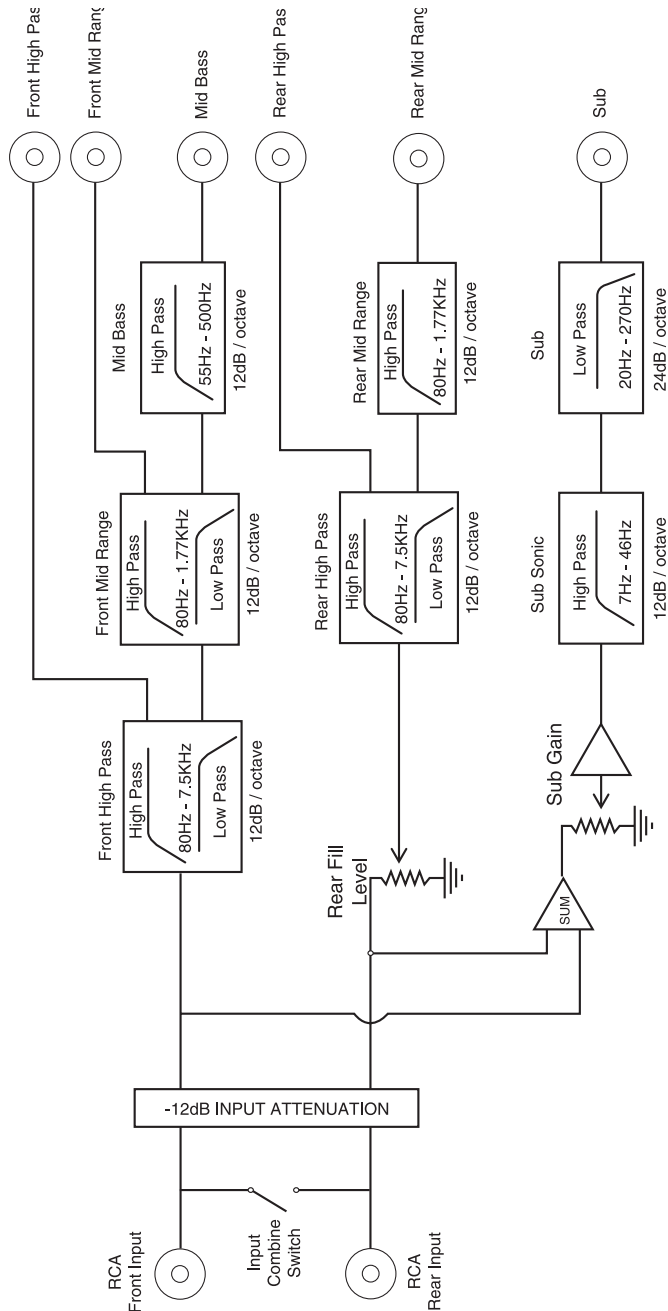 RCA
Front Input
Input
Combine
Switch
RCA
Rear Input
-12dB INPUT ATTENUATION
Front High Pass
High Pass
80Hz - 7.5KHz
Low Pass
12dB / octave
Front Mid Range
High Pass
80Hz - 1.77KHz
Low Pass
12dB / octave
Mid Bass
High Pass
55Hz - 500Hz
12dB / octave
Rear Fill
Level
Rear High Pass
High Pass
80Hz - 7.5KHz
Low Pass
12dB / octave
Rear Mid Range
High Pass
80Hz - 1.77KHz
12dB / octave
SUM
Sub Gain
Sub Sonic
High Pass
7Hz - 46Hz
12dB / octave
Sub
Low Pass
20Hz - 270Hz
24dB / octave
Front High Pas
Front Mid Rang
Mid Bass
Rear High Pas
Rear Mid Rang
Sub